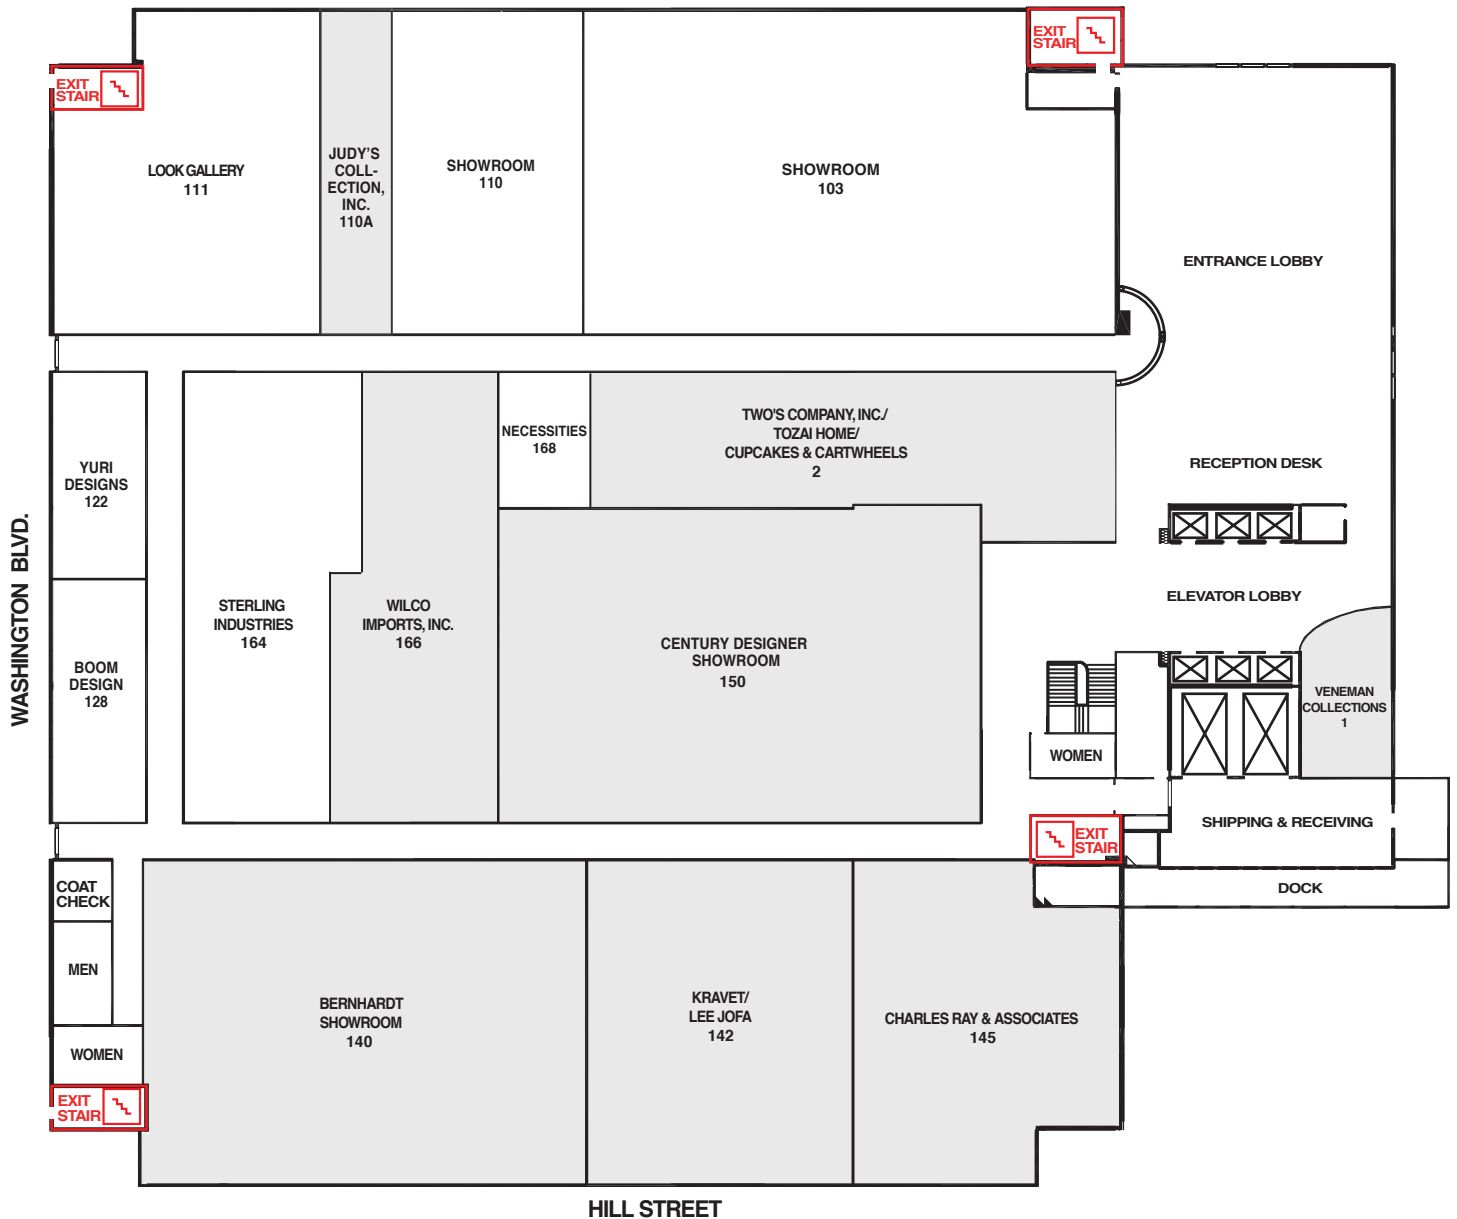 EXIT
STAIR
EXIT
STAIR
LOOK GALLERY
111
JUDY'S
COLL-
ECTION,
INC.
110A
SHOWROOM
110
SHOWROOM
103
ENTRANCE LOBBY
YURI
DESIGNS
122
NECESSITIES
168
TWO'S COMPANY, INC./
TOZAI HOME/
CUPCAKES & CARTWHEELS
2
RECEPTION DESK
WASHINGTON BLVD.
BOOM
DESIGN
128
STERLING
INDUSTRIES
164
WILCO
IMPORTS, INC.
166
CENTURY DESIGNER
SHOWROOM
150
ELEVATOR LOBBY
VENEMAN
COLLECTIONS
1
WOMEN
EXIT
STAIR
SHIPPING & RECEIVING
DOCK
COAT
CHECK
MEN
WOMEN
EXIT
STAIR
BERNHARDT
SHOWROOM
140
KRAVET/
LEE JOFA
142
CHARLES RAY & ASSOCIATES
145
HILL STREET